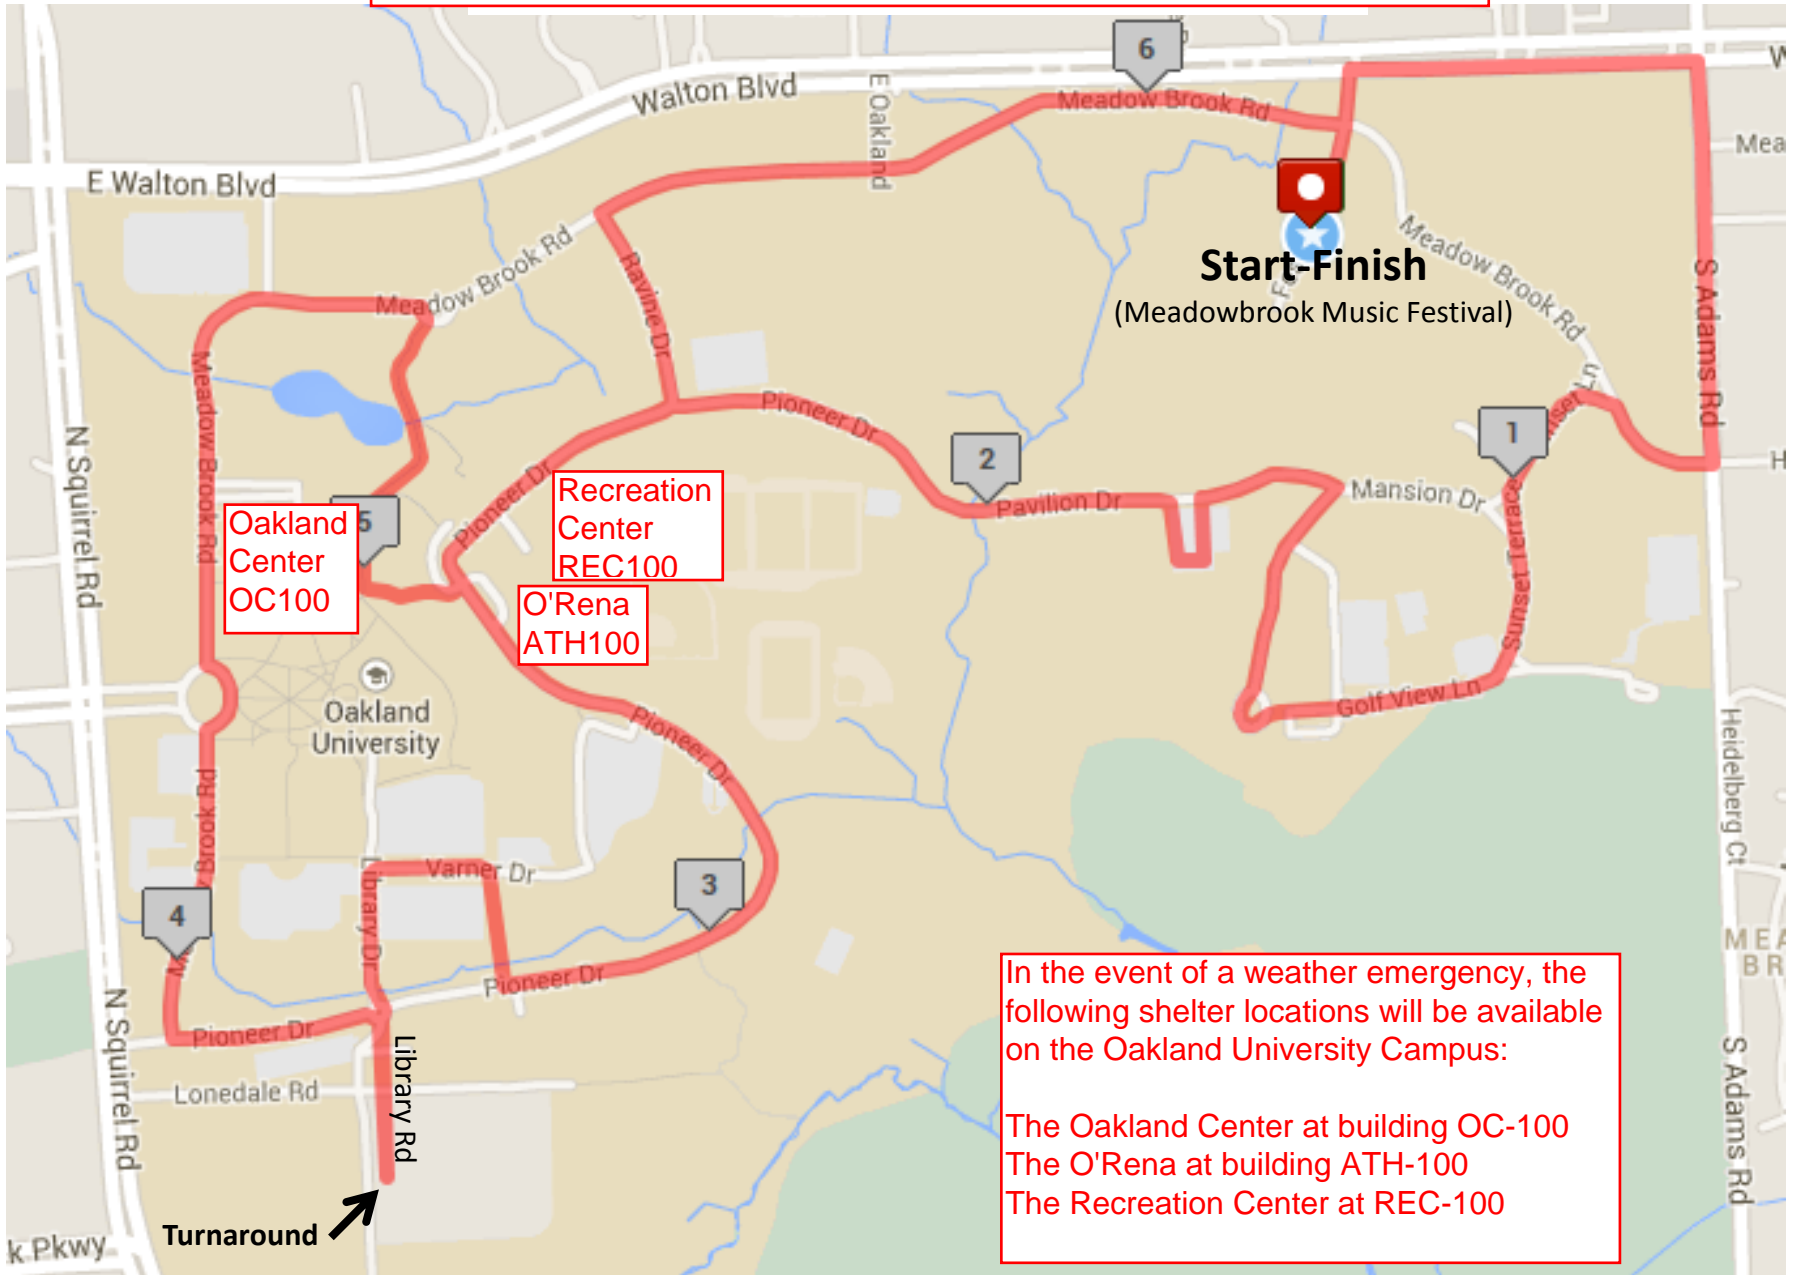 6
Walton Blvd
E Oakland
Meadow Brook Rd
W
Mea
E Walton Blvd
Start-Finish
(Meadowbrook Music Festival)
Meadow Brook Rd
Meadow Brook Rd
Ravine Dr
S Adams Rd
Meadow Brook Rd
Pioneer Dr
1
N Squirrel Rd
2
H
Pioneer Dr
Recreation
Center
REC100
Pavilion Dr
Mansion Dr
Oakland
Center
OC100
5
O'Rena
ATH100
Sunset Terrace
Oakland
University
Golf View Ln
Pioneer Dr
Heidelberg Ct
Brook Rd
Varner Dr
Library Dr
3
4
MEA
BR
Pioneer Dr
In the event of a weather emergency, the
following shelter locations will be available
on the Oakland University Campus:
The Oakland Center at building OC-100
The O'Rena at building ATH-100
The Recreation Center at REC-100
N Squirrel Rd
Pioneer Dr
Library Rd
Lonedale Rd
S Adams Rd
Turnaround
k Pkwy